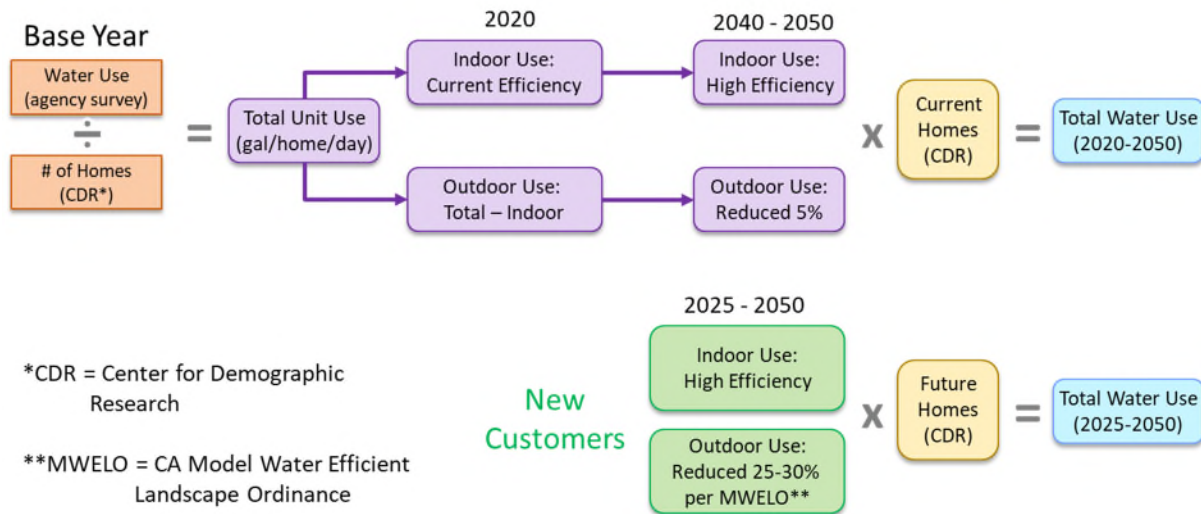 Base Year
Water Use
(agency survey)
÷
# of Homes
(CDR*)
=
Total Unit Use
(gal/home/day)
2020
Indoor Use:
Current Efficiency
Outdoor Use:
Total – Indoor
2040 - 2050
Indoor Use:
High Efficiency
Outdoor Use:
Reduced 5%
x
Current
Homes
(CDR)
=
Total Water Use
(2020-2050)
*CDR = Center for Demographic
Research
**MWELO = CA Model Water Efficient
Landscape Ordinance
New
Customers
2025 - 2050
Indoor Use:
High Efficiency
Outdoor Use:
Reduced 25-30%
per MWELO**
x
Future
Homes
(CDR)
=
Total Water Use
(2025-2050)